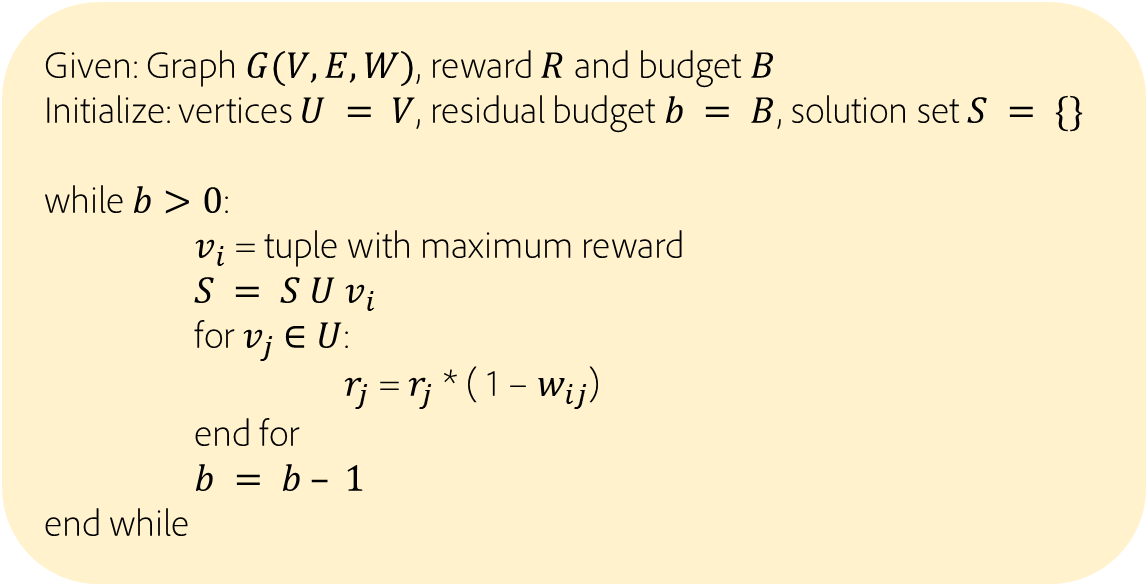 Given: Graph G(V, E, W), reward R and budget B
Initialize: vertices U = V, residual budget b = B, solution set S = {}
while b > 0:
v_i = tuple with maximum reward
S = S U v_i
for v_j ∈ U:
r_j = r_j * ( 1 – w_ij)
end for
b = b – 1
end while